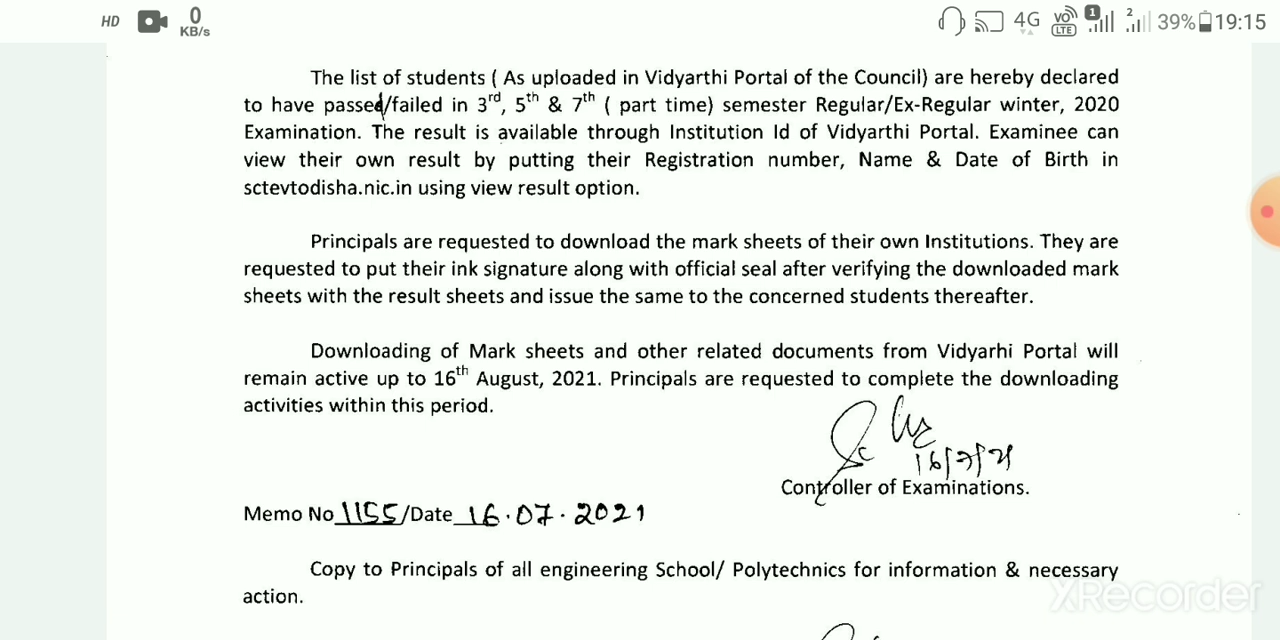 HD 0 KB/s 4G VO LTE 1 2 39% 19:15
The list of students ( As uploaded in Vidyarthi Portal of the Council) are hereby declared
to have passed/failed in 3rd, 5th & 7th ( part time) semester Regular/Ex-Regular winter, 2020
Examination. The result is available through Institution Id of Vidyarthi Portal. Examinee can
view their own result by putting their Registration number, Name & Date of Birth in
sctevtodisha.nic.in using view result option.
Principals are requested to download the mark sheets of their own Institutions. They are
requested to put their ink signature along with official seal after verifying the downloaded mark
sheets with the result sheets and issue the same to the concerned students thereafter.
Downloading of Mark sheets and other related documents from Vidyarhi Portal will
remain active up to 16th August, 2021. Principals are requested to complete the downloading
activities within this period.
16/7/21
Controller of Examinations.
Memo No 1155/Date 16.07.2021
Copy to Principals of all engineering School/ Polytechnics for information & necessary
action.
XRecorder